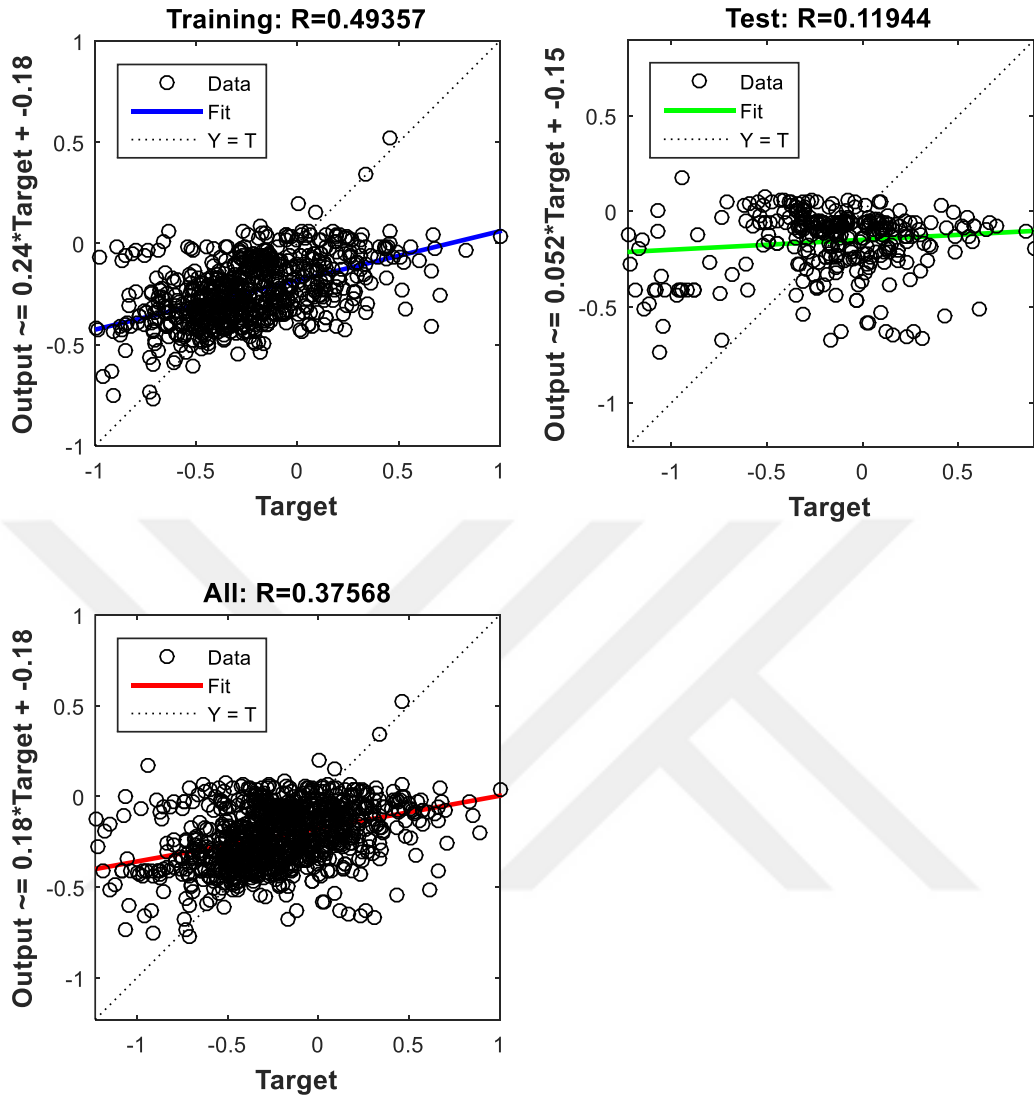 Training: R=0.49357
Output ~= 0.24*Target + -0.18
1
0.5
0
-0.5
-1
Data
Fit
Y = T
-1
-0.5
0
0.5
1
Target
Test: R=0.11944
Output ~= 0.052*Target + -0.15
0.5
0
-0.5
-1
Data
Fit
Y = T
-1
-0.5
0
0.5
Target
All: R=0.37568
Output ~= 0.18*Target + -0.18
1
0.5
0
-0.5
-1
Data
Fit
Y = T
-1
-0.5
0
0.5
1
Target